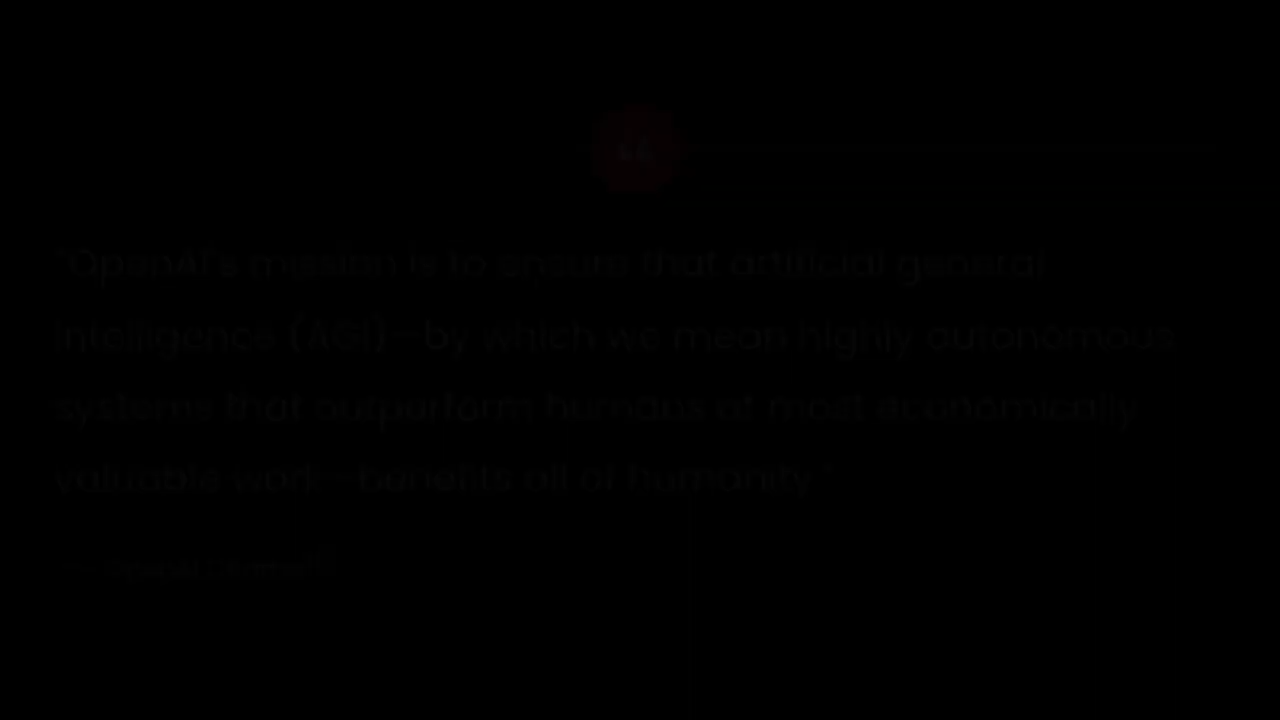 "OpenAI's mission is to ensure that artificial general
intelligence (AGI)—by which we mean highly autonomous
systems that outperform humans at most economically
valuable work—benefits all of humanity."